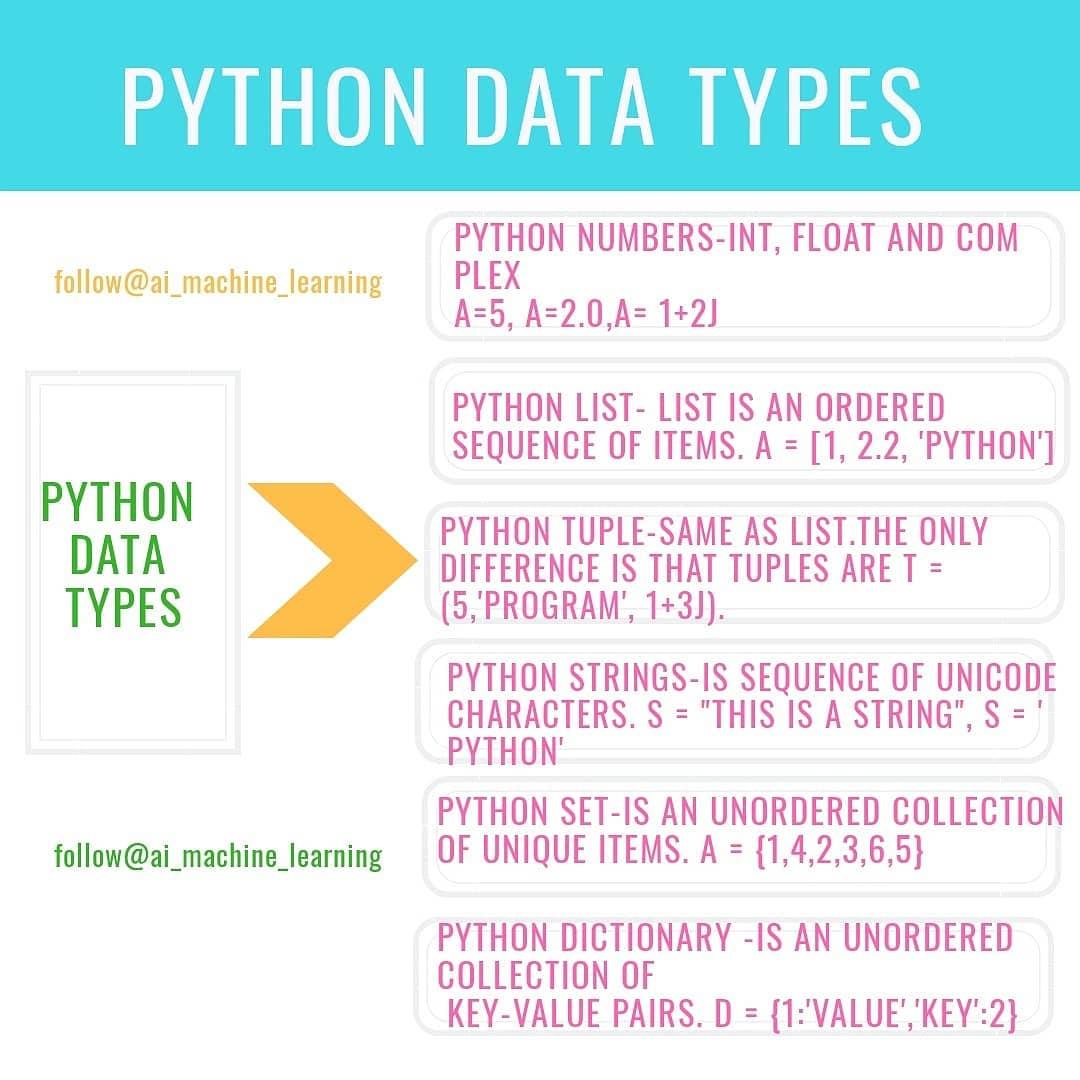 PYTHON DATA TYPES
follow@ai_machine_learning
PYTHON NUMBERS-INT, FLOAT AND COM
PLEX
A=5, A=2.0,A= 1+2J
PYTHON LIST- LIST IS AN ORDERED
SEQUENCE OF ITEMS. A = [1, 2.2, 'PYTHON']
PYTHON
DATA
TYPES
PYTHON TUPLE-SAME AS LIST.THE ONLY
DIFFERENCE IS THAT TUPLES ARE T =
(5,'PROGRAM', 1+3J).
PYTHON STRINGS-IS SEQUENCE OF UNICODE
CHARACTERS. S = "THIS IS A STRING", S = '
PYTHON'
PYTHON SET-IS AN UNORDERED COLLECTION
OF UNIQUE ITEMS. A = {1,4,2,3,6,5}
follow@ai_machine_learning
PYTHON DICTIONARY -IS AN UNORDERED
COLLECTION OF
KEY-VALUE PAIRS. D = {1:'VALUE','KEY':2}